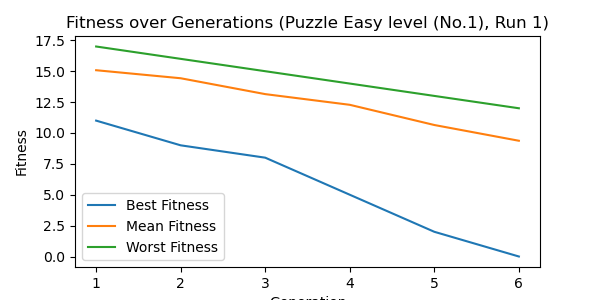 Fitness over Generations (Puzzle Easy level (No.1), Run 1)
17.5
15.0
12.5
10.0
7.5
5.0
2.5
0.0
Fitness
Best Fitness
Mean Fitness
Worst Fitness
1 2 3 4 5 6
Generation